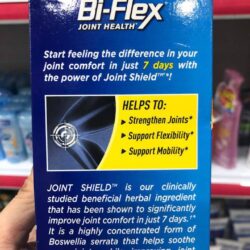 Bi-Flex
JOINT HEALTH
Start feeling the difference in your
joint comfort in just 7 days with
the power of Joint Shield™*!
HELPS TO:
▸ Strengthen Joints*
▸ Support Flexibility*
▸ Support Mobility*
JOINT SHIELD™ is our clinically
studied beneficial herbal ingredient
that has been shown to significantly
improve joint comfort in just 7 days.†*
It is a highly concentrated form of
Boswellia serrata that helps soothe